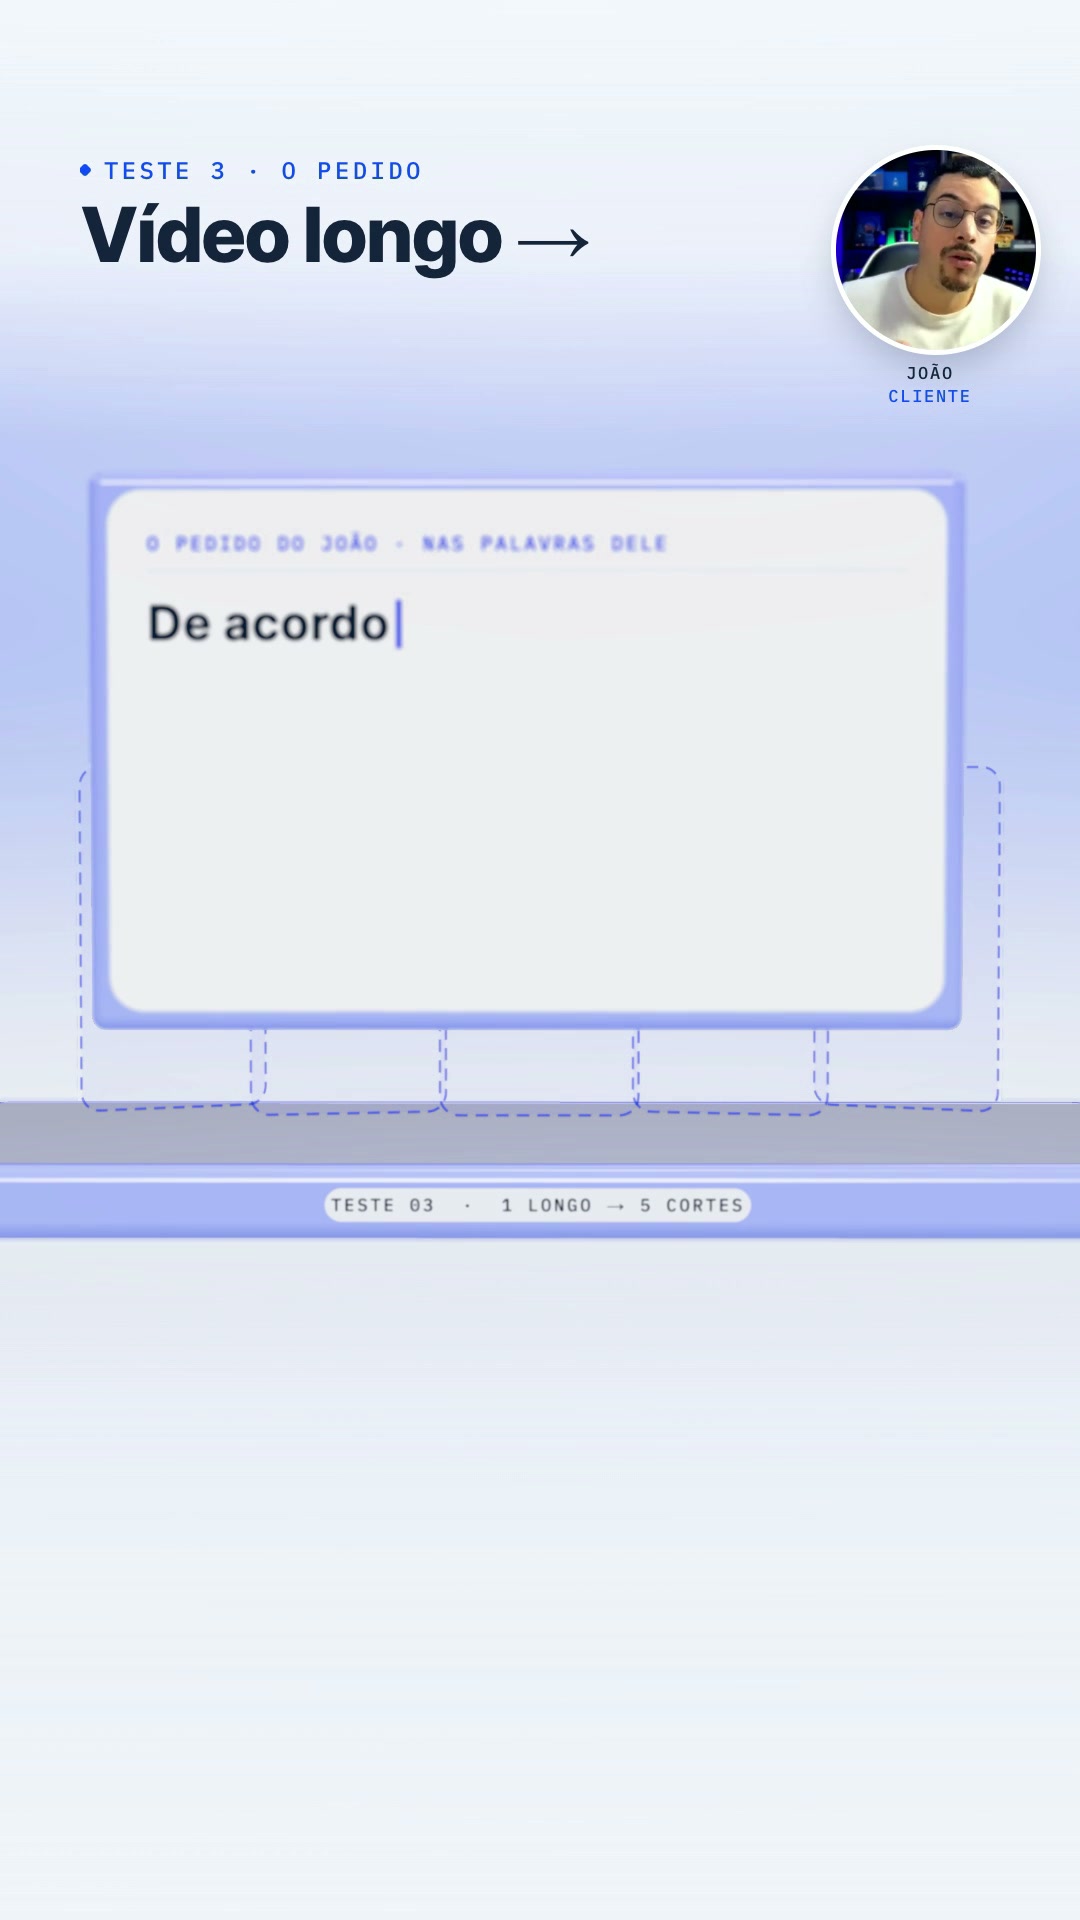 TESTE 3 · O PEDIDO
Vídeo longo →
JOÃO
CLIENTE
O PEDIDO DO JOÃO · NAS PALAVRAS DELE
De acordo
TESTE 03 · 1 LONGO → 5 CORTES